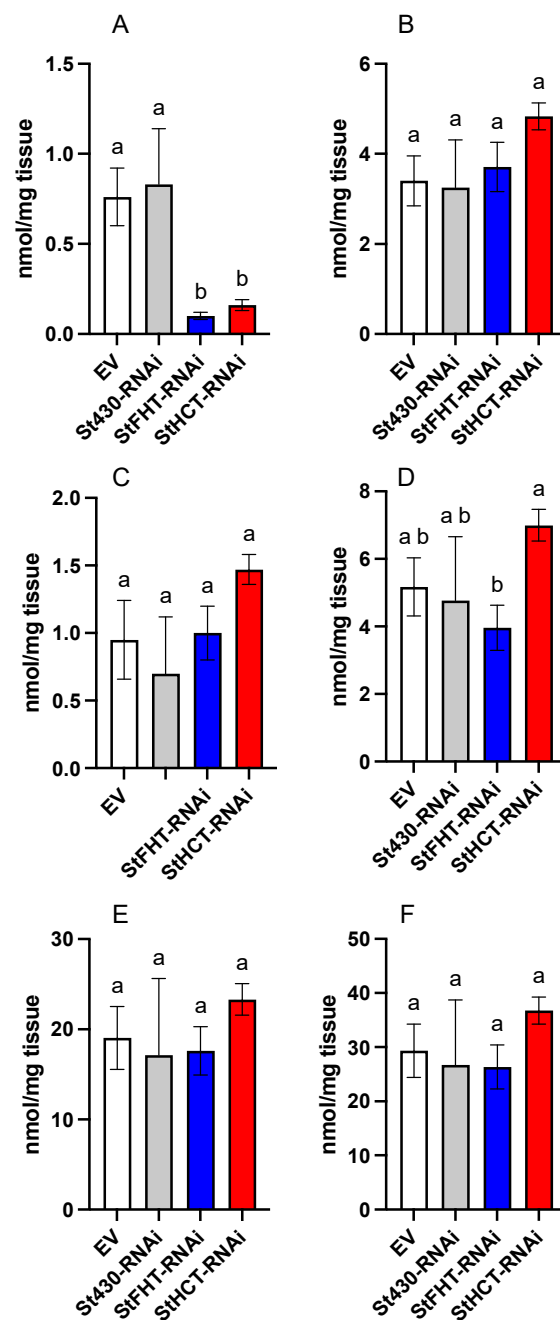 A
nmol/mg tissue
1.5
1.0
0.5
0.0
a
a
b
b
EV
St430-RNAi
StFHT-RNAi
StHCT-RNAi
B
nmol/mg tissue
6
4
2
0
a
a
a
a
EV
St430-RNAi
StFHT-RNAi
StHCT-RNAi
C
nmol/mg tissue
2.0
1.5
1.0
0.5
0.0
a
a
a
a
EV
StFHT-RNAi
StHCT-RNAi
D
nmol/mg tissue
8
6
4
2
0
a b
a b
b
a
EV
St430-RNAi
StFHT-RNAi
StHCT-RNAi
E
nmol/mg tissue
30
20
10
0
a
a
a
a
EV
St430-RNAi
StFHT-RNAi
StHCT-RNAi
F
nmol/mg tissue
50
40
30
20
10
0
a
a
a
a
EV
St430-RNAi
StFHT-RNAi
StHCT-RNAi